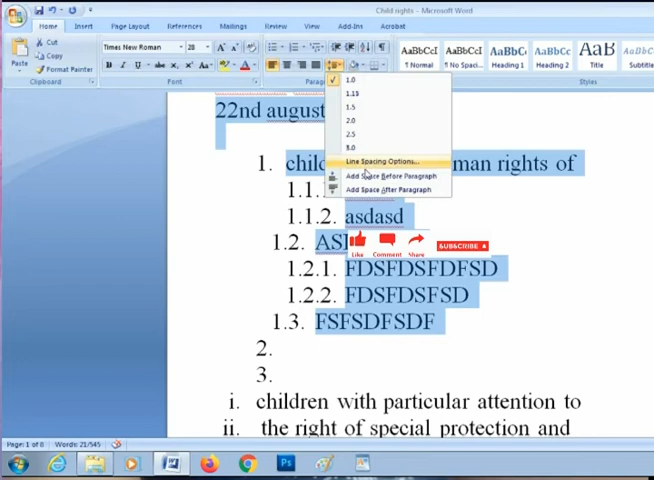 Child rights - Microsoft Word
Home Insert Page Layout References Mailings Review View Add-Ins Acrobat
Cut
Copy
Format Painter
Paste
Clipboard
Times New Roman 28
Font
Parag
AaBbCcI AaBbCcI AaBbCc AaBbCc AaB AaBbCcI
¶ Normal ¶ No Spaci... Heading 1 Heading 2 Title Subtitle
Styles
1.0
1.15
1.5
2.0
2.5
3.0
Line Spacing Options...
Add Space Before Paragraph
Add Space After Paragraph
22nd august
1. child man rights of
1.1.
1.1.2. asdasd
1.2. ASI
Like Comment Share SUBSCRIBE
1.2.1. FDSFDSFDFSD
1.2.2. FDSFDSFSD
1.3. FSFSDFSDF
2.
3.
i. children with particular attention to
ii. the right of special protection and
Page: 1 of 8 Words: 21/545